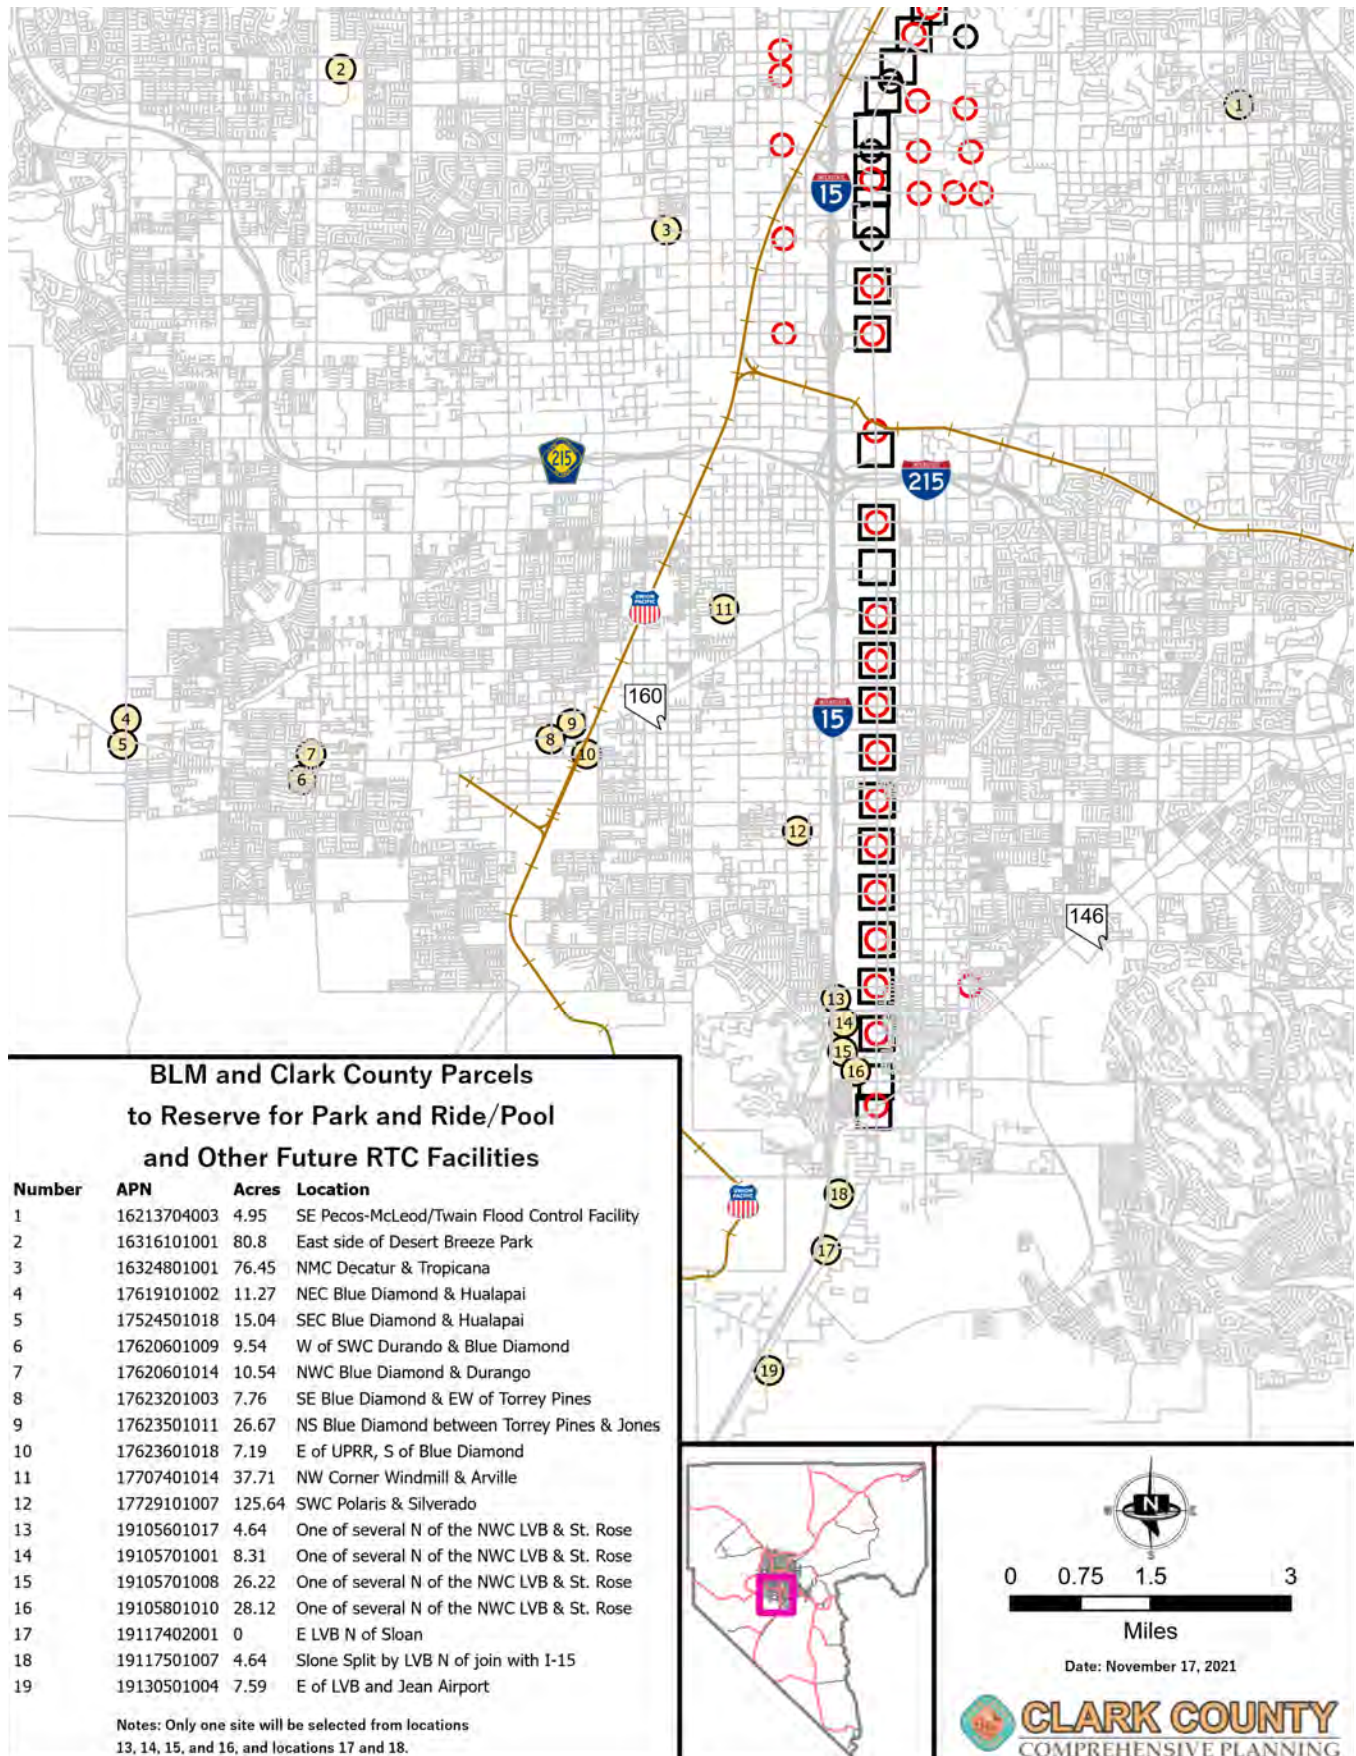 2
1
INTERSTATE
15
3
215
INTERSTATE
215
UNION
PACIFIC
11
160
4
9
INTERSTATE
15
5
8
7
10
6
12
146
13
14
15
16
UNION
PACIFIC
18
17
19
BLM and Clark County Parcels
to Reserve for Park and Ride/Pool
and Other Future RTC Facilities
Number APN Acres Location
1 16213704003 4.95 SE Pecos-McLeod/Twain Flood Control Facility
2 16316101001 80.8 East side of Desert Breeze Park
3 16324801001 76.45 NMC Decatur & Tropicana
4 17619101002 11.27 NEC Blue Diamond & Hualapai
5 17524501018 15.04 SEC Blue Diamond & Hualapai
6 17620601009 9.54 W of SWC Durando & Blue Diamond
7 17620601014 10.54 NWC Blue Diamond & Durango
8 17623201003 7.76 SE Blue Diamond & EW of Torrey Pines
9 17623501011 26.67 NS Blue Diamond between Torrey Pines & Jones
10 17623601018 7.19 E of UPRR, S of Blue Diamond
11 17707401014 37.71 NW Corner Windmill & Arville
12 17729101007 125.64 SWC Polaris & Silverado
13 19105601017 4.64 One of several N of the NWC LVB & St. Rose
14 19105701001 8.31 One of several N of the NWC LVB & St. Rose
15 19105701008 26.22 One of several N of the NWC LVB & St. Rose
16 19105801010 28.12 One of several N of the NWC LVB & St. Rose
17 19117402001 0 E LVB N of Sloan
18 19117501007 4.64 Slone Split by LVB N of join with I-15
19 19130501004 7.59 E of LVB and Jean Airport
Notes: Only one site will be selected from locations
13, 14, 15, and 16, and locations 17 and 18.
N
E
S
0 0.75 1.5 3
Miles
Date: November 17, 2021
CLARK COUNTY
COMPREHENSIVE PLANNING